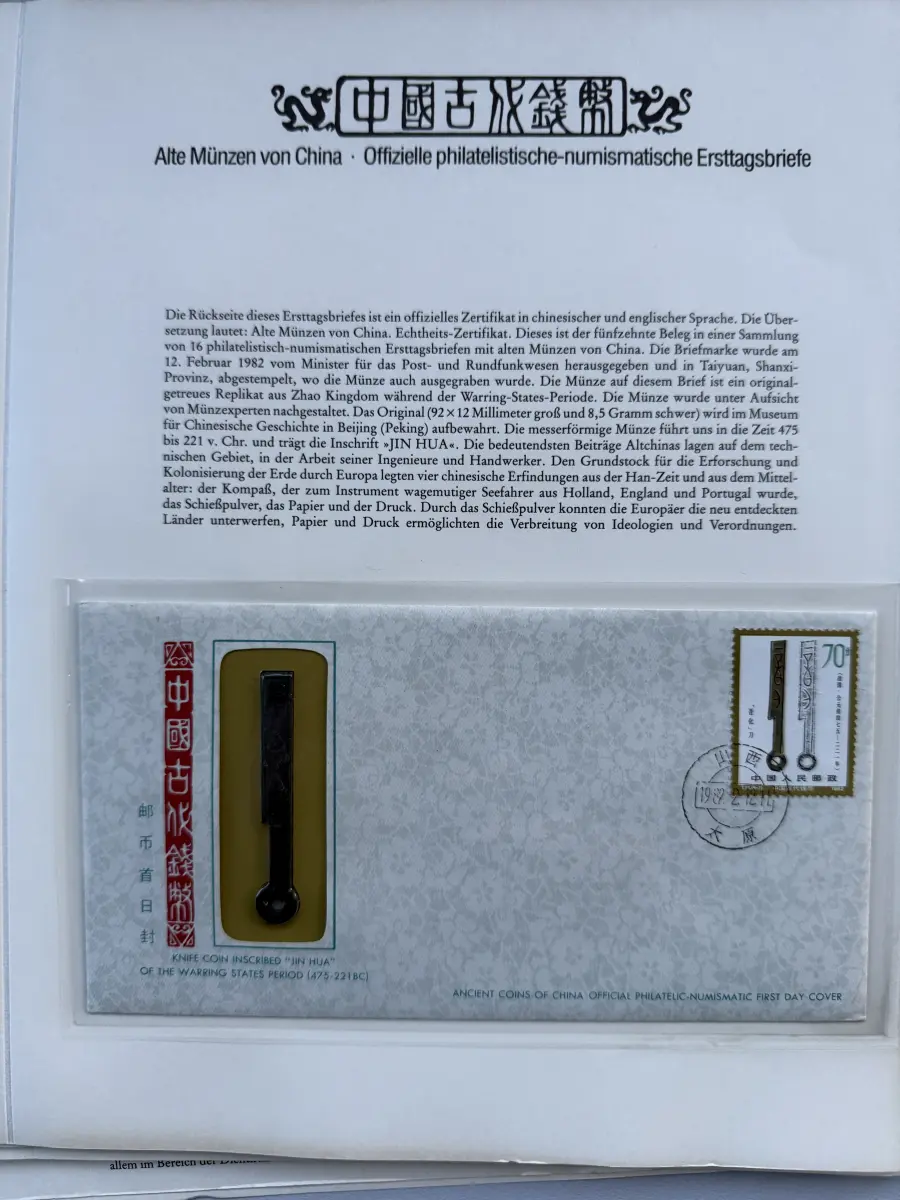 中國古代錢幣
Alte Münzen von China · Offizielle philatelistische-numismatische Ersttagsbriefe
Die Rückseite dieses Ersttagsbriefes ist ein offizielles Zertifikat in chinesischer und englischer Sprache. Die Über-
setzung lautet: Alte Münzen von China. Echtheits-Zertifikat. Dieses ist der fünfzehnte Beleg in einer Sammlung
von 16 philatelistisch-numismatischen Ersttagsbriefen mit alten Münzen von China. Die Briefmarke wurde am
12. Februar 1982 vom Minister für das Post- und Rundfunkwesen herausgegeben und in Taiyuan, Shanxi-
Provinz, abgestempelt, wo die Münze auch ausgegraben wurde. Die Münze auf diesem Brief ist ein original-
getreues Replikat aus Zhao Kingdom während der Warring-States-Periode. Die Münze wurde unter Aufsicht
von Münzexperten nachgestaltet. Das Original (92×12 Millimeter groß und 8,5 Gramm schwer) wird im Museum
für Chinesische Geschichte in Beijing (Peking) aufbewahrt. Die messerförmige Münze führt uns in die Zeit 475
bis 221 v. Chr. und trägt die Inschrift »JIN HUA«. Die bedeutendsten Beiträge Altchinas lagen auf dem tech-
nischen Gebiet, in der Arbeit seiner Ingenieure und Handwerker. Den Grundstock für die Erforschung und
Kolonisierung der Erde durch Europa legten vier chinesische Erfindungen aus der Han-Zeit und aus dem Mittel-
alter: der Kompaß, der zum Instrument wagemutiger Seefahrer aus Holland, England und Portugal wurde,
das Schießpulver, das Papier und der Druck. Durch das Schießpulver konnten die Europäer die neu entdeckten
Länder unterwerfen, Papier und Druck ermöglichten die Verbreitung von Ideologien und Verordnungen.
中國古代錢幣
邮币首日封
KNIFE COIN INSCRIBED "JIN HUA"
OF THE WARRING STATES PERIOD (475-221BC)
70分
中国人民邮政
山西
1982.2.12
太原
ANCIENT COINS OF CHINA OFFICIAL PHILATELIC-NUMISMATIC FIRST DAY COVER
allem im Bereich der